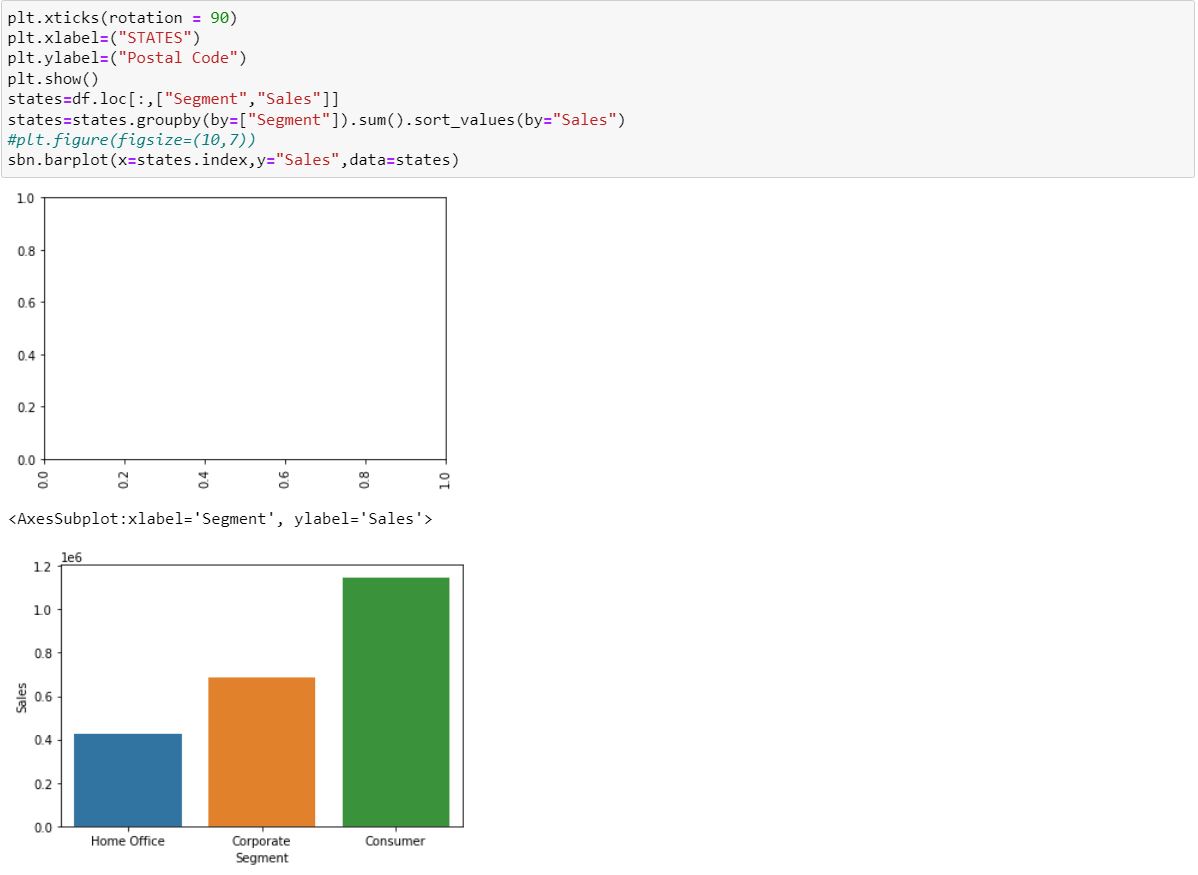 plt.xticks(rotation = 90)
plt.xlabel=("STATES")
plt.ylabel=("Postal Code")
plt.show()
states=df.loc[:,["Segment","Sales"]]
states=states.groupby(by=["Segment"]).sum().sort_values(by="Sales")
#plt.figure(figsize=(10,7))
sbn.barplot(x=states.index,y="Sales",data=states)
1.0
0.8
0.6
0.4
0.2
0.0
0.0 0.2 0.4 0.6 0.8 1.0
<AxesSubplot:xlabel='Segment', ylabel='Sales'>
1e6
1.2
1.0
0.8
0.6
0.4
0.2
0.0
Sales
Home Office Corporate Consumer
Segment